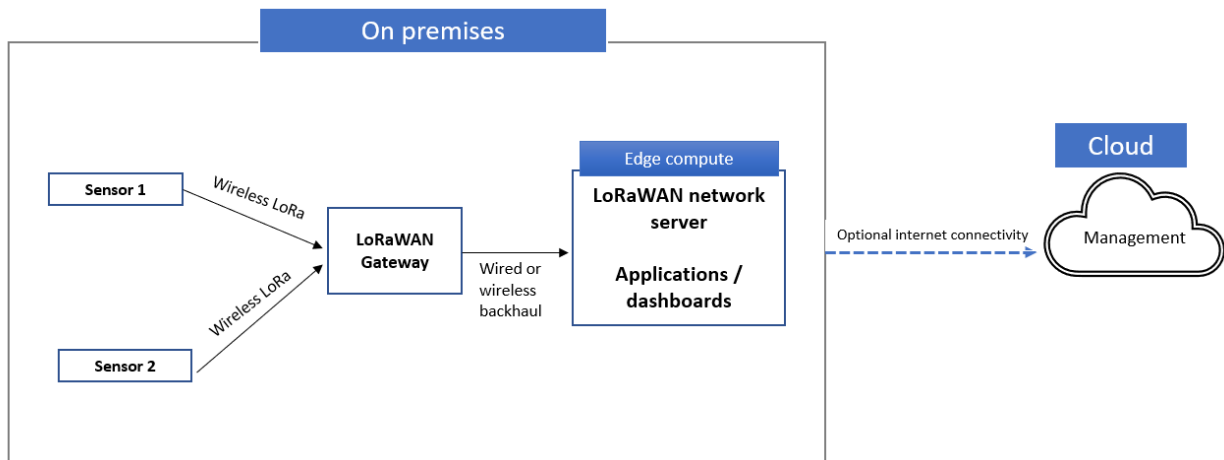 On premises
Sensor 1
Wireless LoRa
Sensor 2
Wireless LoRa
LoRaWAN
Gateway
Wired or
wireless
backhaul
Edge compute
LoRaWAN network
server
Applications /
dashboards
Optional internet connectivity
Cloud
Management